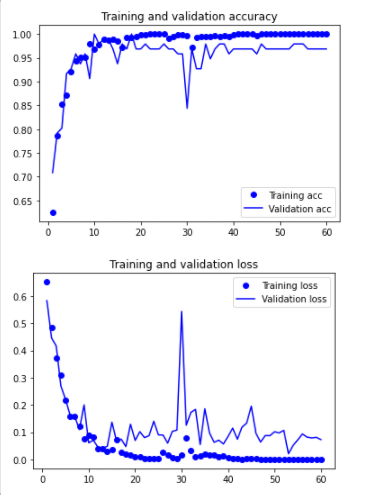 Training and validation accuracy
1.00
0.95
0.90
0.85
0.80
0.75
0.70
0.65
Training acc
Validation acc
0 10 20 30 40 50 60
Training and validation loss
Training loss
Validation loss
0.6
0.5
0.4
0.3
0.2
0.1
0.0
0 10 20 30 40 50 60